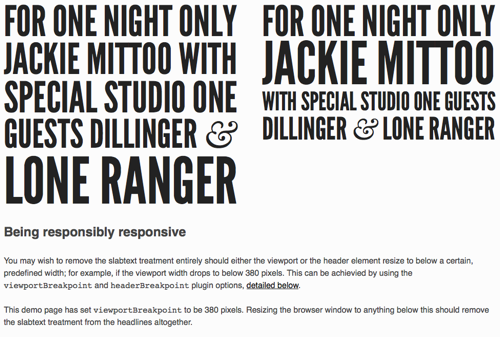 FOR ONE NIGHT ONLY
JACKIE MITTOO WITH
SPECIAL STUDIO ONE
GUESTS DILLINGER &
LONE RANGER
FOR ONE NIGHT ONLY
JACKIE MITTOO
WITH SPECIAL STUDIO ONE GUESTS
DILLINGER & LONE RANGER
Being responsibly responsive
You may wish to remove the slabtext treatment entirely should either the viewport or the header element resize to below a certain,
predefined width; for example, if the viewport width drops to below 380 pixels. This can be achievied by using the
viewportBreakpoint and headerBreakpoint plugin options, detailed below.
This demo page has set viewportBreakpoint to be 380 pixels. Resizing the browser window to anything below this should remove
the slabtext treatment from the headlines altogether.